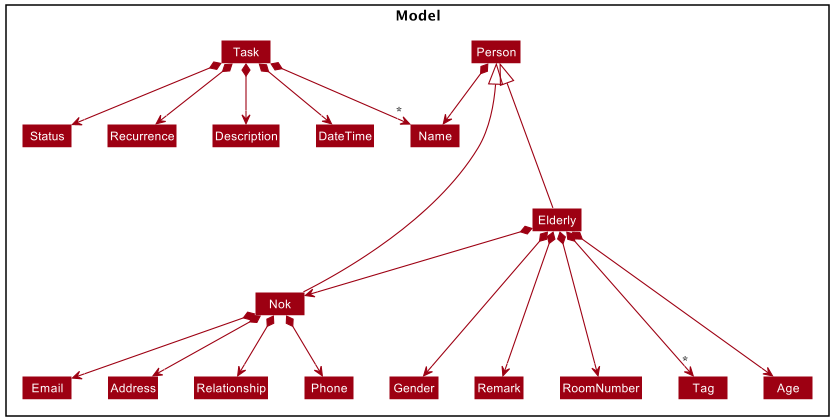 Model
Task
Person
*
Status
Recurrence
Description
DateTime
Name
Elderly
Nok
*
Email
Address
Relationship
Phone
Gender
Remark
RoomNumber
Tag
Age